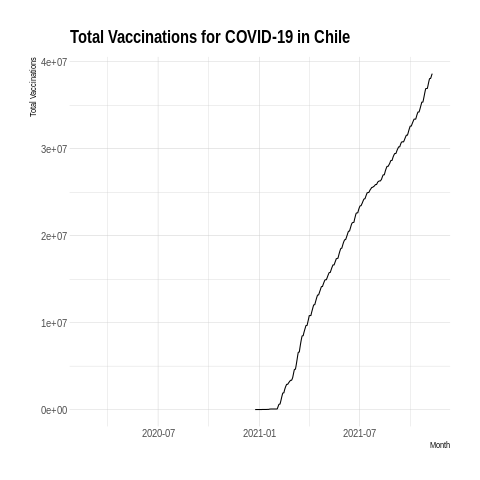 Total Vaccinations for COVID-19 in Chile
Total Vaccinations
4e+07
3e+07
2e+07
1e+07
0e+00
2020-07 2021-01 2021-07
Month